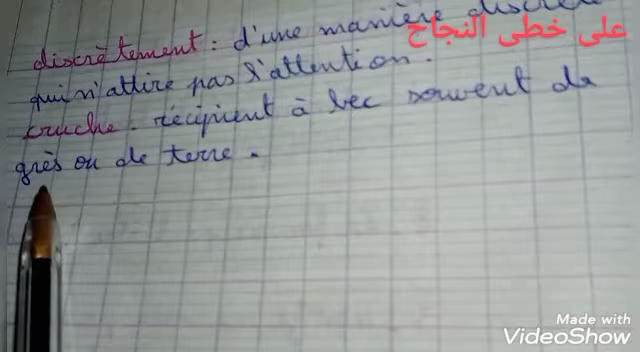 discrètement : d'une manière discrè
على خطى النجاح
qui n'attire pas l'attention.
cruche. récipient à bec souvent de
grès ou de terre.
Made with
VideoShow